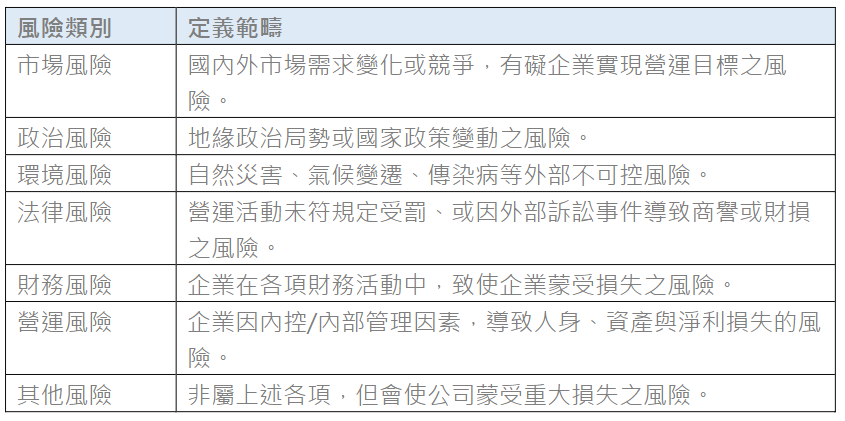 風險類別 定義範疇
市場風險 國內外市場需求變化或競爭，有礙企業實現營運目標之風
險。
政治風險 地緣政治局勢或國家政策變動之風險。
環境風險 自然災害、氣候變遷、傳染病等外部不可控風險。
法律風險 營運活動未符規定受罰、或因外部訴訟事件導致商譽或財損
之風險。
財務風險 企業在各項財務活動中，致使企業蒙受損失之風險。
營運風險 企業因內控/內部管理因素，導致人身、資產與淨利損失的風
險。
其他風險 非屬上述各項，但會使公司蒙受重大損失之風險。